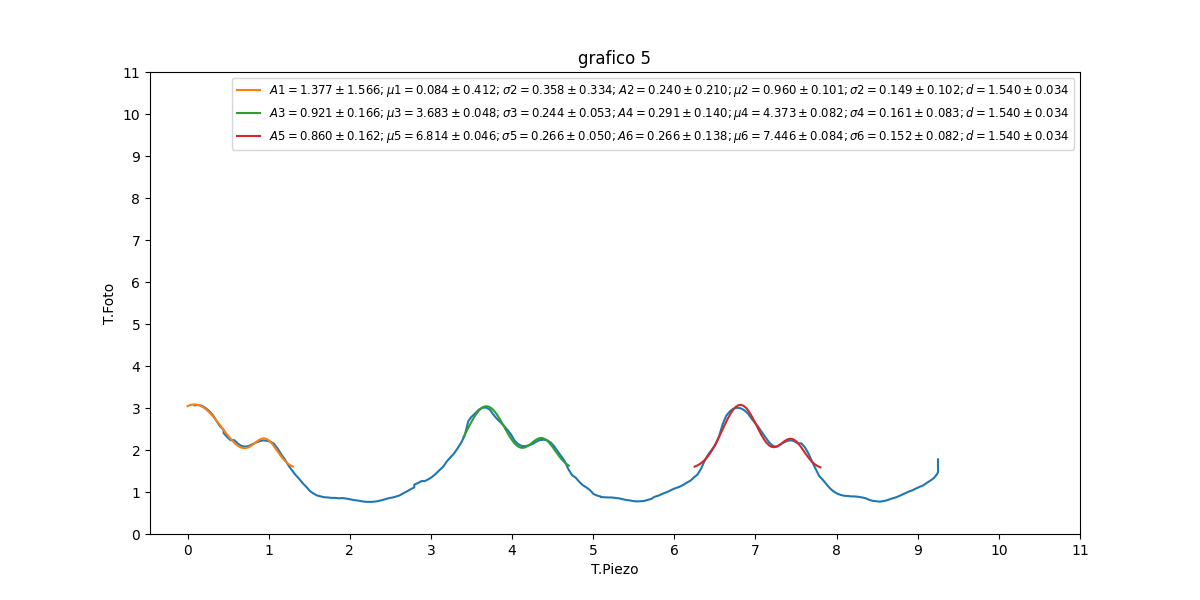 grafico 5
A1 = 1.377 ± 1.566; μ1 = 0.084 ± 0.412; σ2 = 0.358 ± 0.334; A2 = 0.240 ± 0.210; μ2 = 0.960 ± 0.101; σ2 = 0.149 ± 0.102; d = 1.540 ± 0.034
A3 = 0.921 ± 0.166; μ3 = 3.683 ± 0.048; σ3 = 0.244 ± 0.053; A4 = 0.291 ± 0.140; μ4 = 4.373 ± 0.082; σ4 = 0.161 ± 0.083; d = 1.540 ± 0.034
A5 = 0.860 ± 0.162; μ5 = 6.814 ± 0.046; σ5 = 0.266 ± 0.050; A6 = 0.266 ± 0.138; μ6 = 7.446 ± 0.084; σ6 = 0.152 ± 0.082; d = 1.540 ± 0.034
11
10
9
8
7
6
5
4
3
2
1
0
T.Foto
0 1 2 3 4 5 6 7 8 9 10 11
T.Piezo